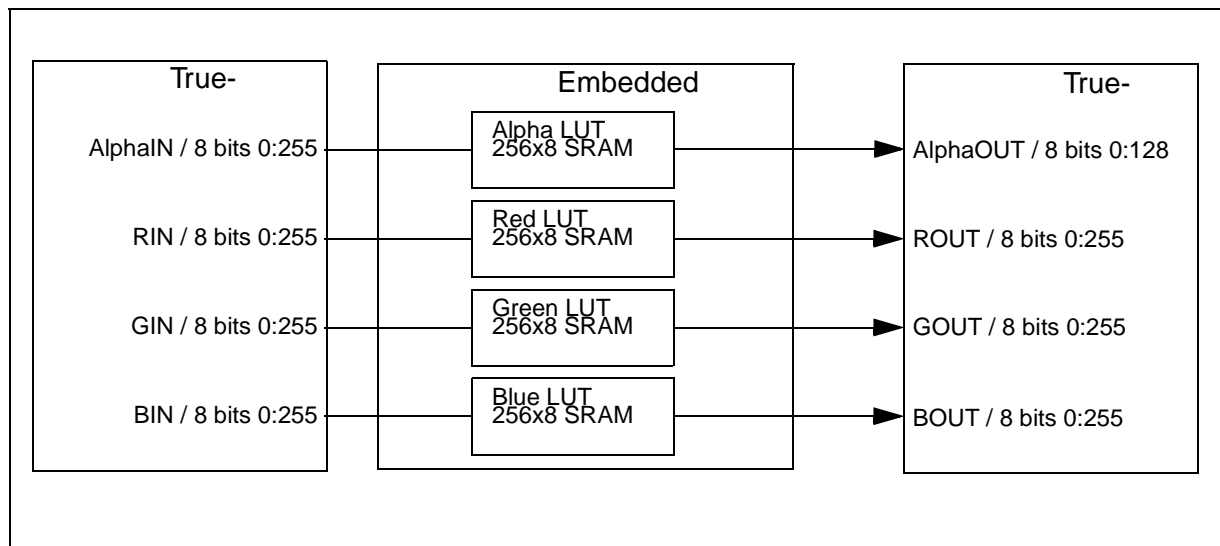 True-
Embedded
True-
AlphaIN / 8 bits 0:255
Alpha LUT
256x8 SRAM
AlphaOUT / 8 bits 0:128
RIN / 8 bits 0:255
Red LUT
256x8 SRAM
ROUT / 8 bits 0:255
GIN / 8 bits 0:255
Green LUT
256x8 SRAM
GOUT / 8 bits 0:255
BIN / 8 bits 0:255
Blue LUT
256x8 SRAM
BOUT / 8 bits 0:255